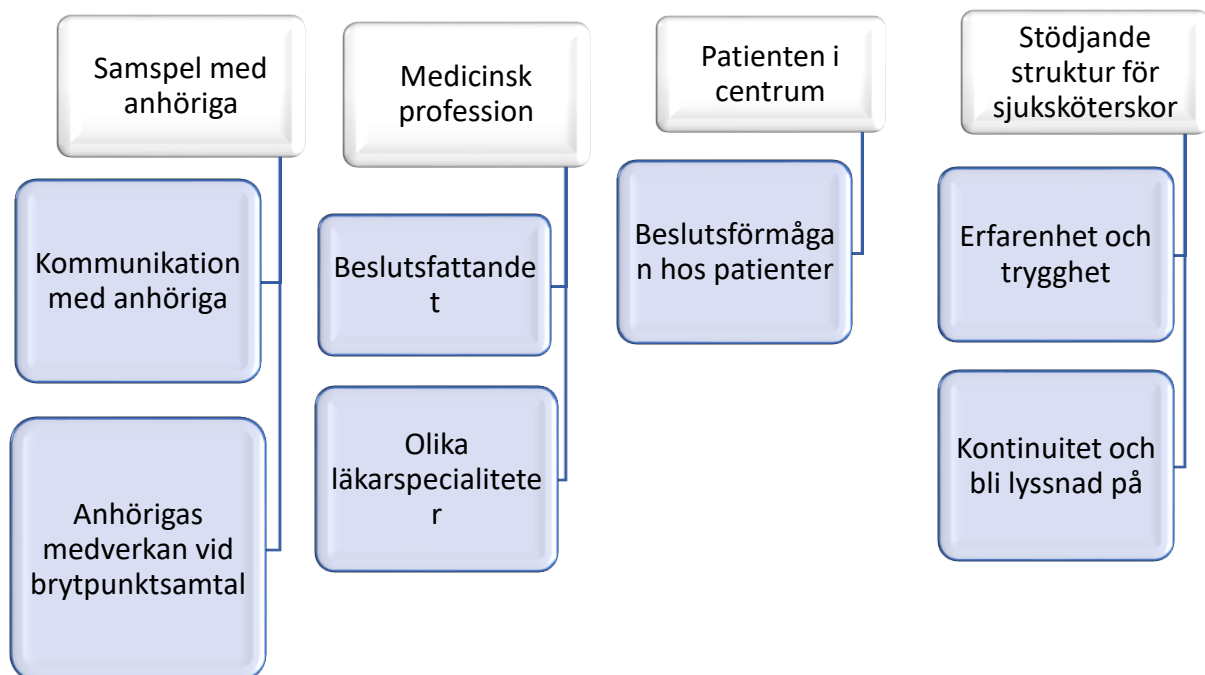 Samspel med
anhöriga
Kommunikation
med anhöriga
Anhörigas
medverkan vid
brytpunktsamtal
Medicinsk
profession
Beslutsfattande
t
Olika
läkarspecialitete
r
Patienten i
centrum
Beslutsförmåga
n hos patienter
Stödjande
struktur för
sjuksköterskor
Erfarenhet och
trygghet
Kontinuitet och
bli lyssnad på